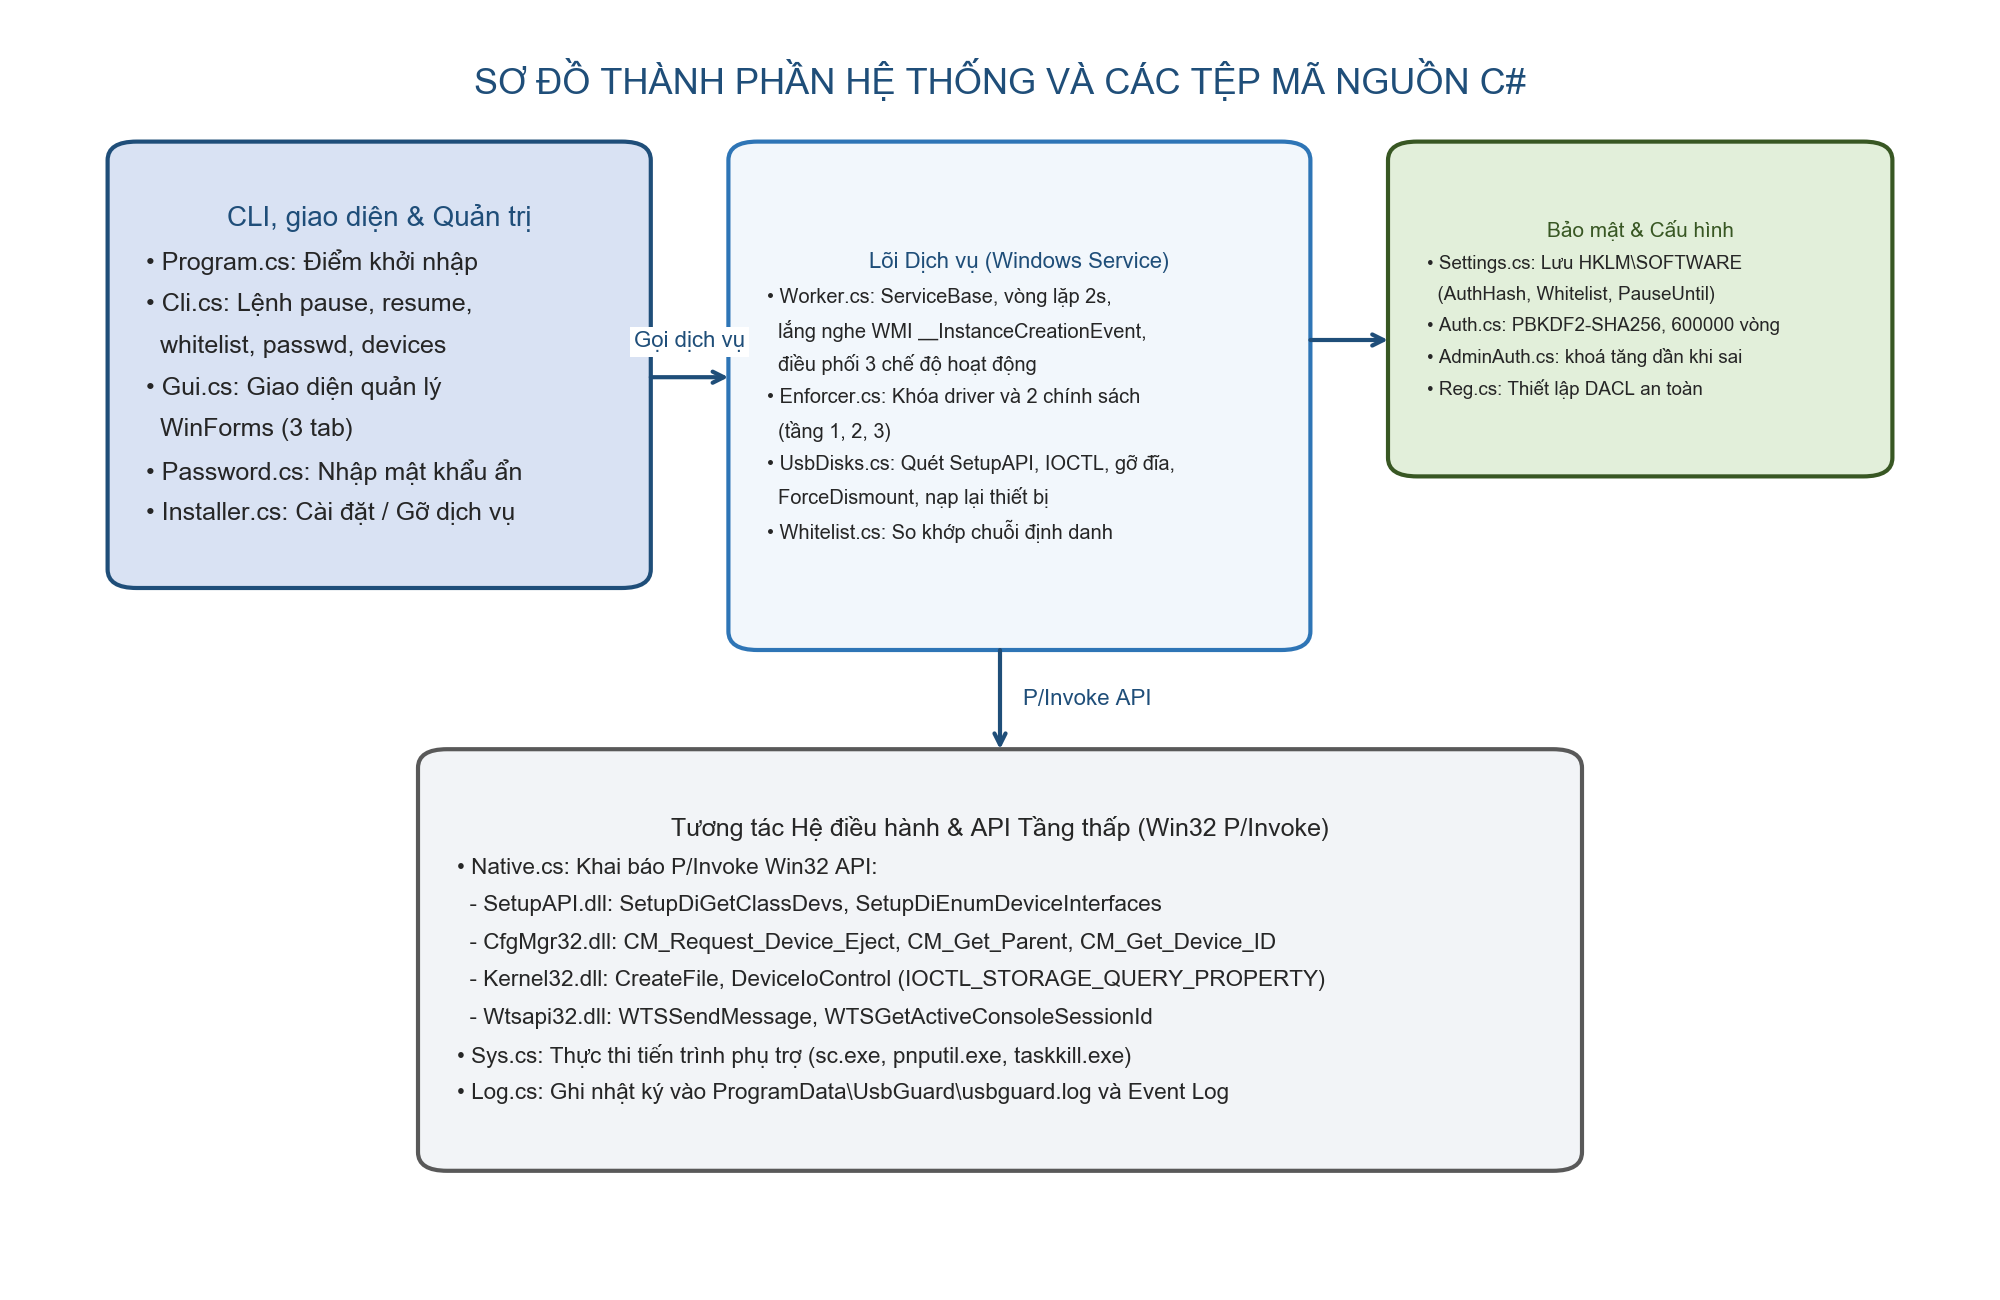 SƠ ĐỒ THÀNH PHẦN HỆ THỐNG VÀ CÁC TỆP MÃ NGUỒN C#
CLI, giao diện & Quản trị
• Program.cs: Điểm khởi nhập
• Cli.cs: Lệnh pause, resume,
whitelist, passwd, devices
• Gui.cs: Giao diện quản lý
WinForms (3 tab)
• Password.cs: Nhập mật khẩu ẩn
• Installer.cs: Cài đặt / Gỡ dịch vụ
Gọi dịch vụ
Lõi Dịch vụ (Windows Service)
• Worker.cs: ServiceBase, vòng lặp 2s,
lắng nghe WMI __InstanceCreationEvent,
điều phối 3 chế độ hoạt động
• Enforcer.cs: Khóa driver và 2 chính sách
(tầng 1, 2, 3)
• UsbDisks.cs: Quét SetupAPI, IOCTL, gỡ đĩa,
ForceDismount, nạp lại thiết bị
• Whitelist.cs: So khớp chuỗi định danh
Bảo mật & Cấu hình
• Settings.cs: Lưu HKLM\SOFTWARE
(AuthHash, Whitelist, PauseUntil)
• Auth.cs: PBKDF2-SHA256, 600000 vòng
• AdminAuth.cs: khoá tăng dần khi sai
• Reg.cs: Thiết lập DACL an toàn
P/Invoke API
Tương tác Hệ điều hành & API Tầng thấp (Win32 P/Invoke)
• Native.cs: Khai báo P/Invoke Win32 API:
- SetupAPI.dll: SetupDiGetClassDevs, SetupDiEnumDeviceInterfaces
- CfgMgr32.dll: CM_Request_Device_Eject, CM_Get_Parent, CM_Get_Device_ID
- Kernel32.dll: CreateFile, DeviceIoControl (IOCTL_STORAGE_QUERY_PROPERTY)
- Wtsapi32.dll: WTSSendMessage, WTSGetActiveConsoleSessionId
• Sys.cs: Thực thi tiến trình phụ trợ (sc.exe, pnputil.exe, taskkill.exe)
• Log.cs: Ghi nhật ký vào ProgramData\UsbGuard\usbguard.log và Event Log